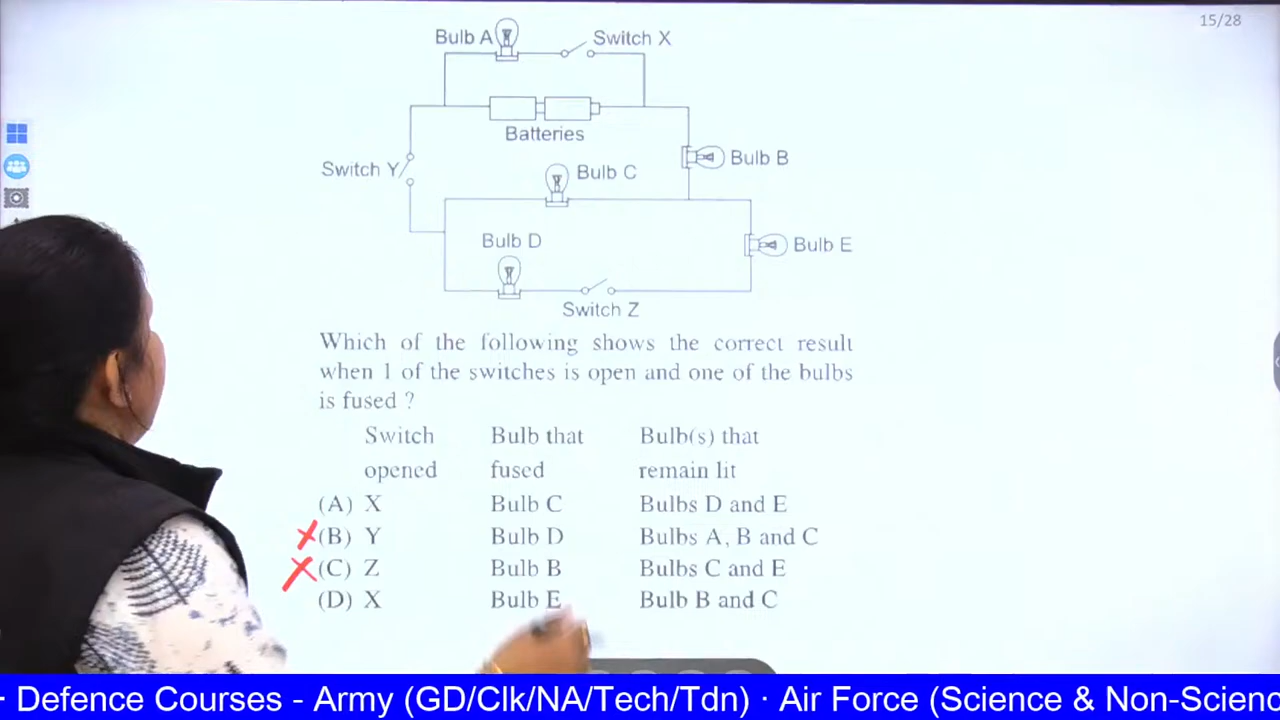 15/28
Bulb A
Switch X
Batteries
Bulb B
Switch Y
Bulb C
Bulb D
Bulb E
Switch Z
Which of the following shows the correct result
when 1 of the switches is open and one of the bulbs
is fused ?
Switch Bulb that Bulb(s) that
opened fused remain lit
(A) X Bulb C Bulbs D and E
(B) Y Bulb D Bulbs A, B and C
(C) Z Bulb B Bulbs C and E
(D) X Bulb E Bulb B and C
- Defence Courses - Army (GD/Clk/NA/Tech/Tdn) · Air Force (Science & Non-Scienc